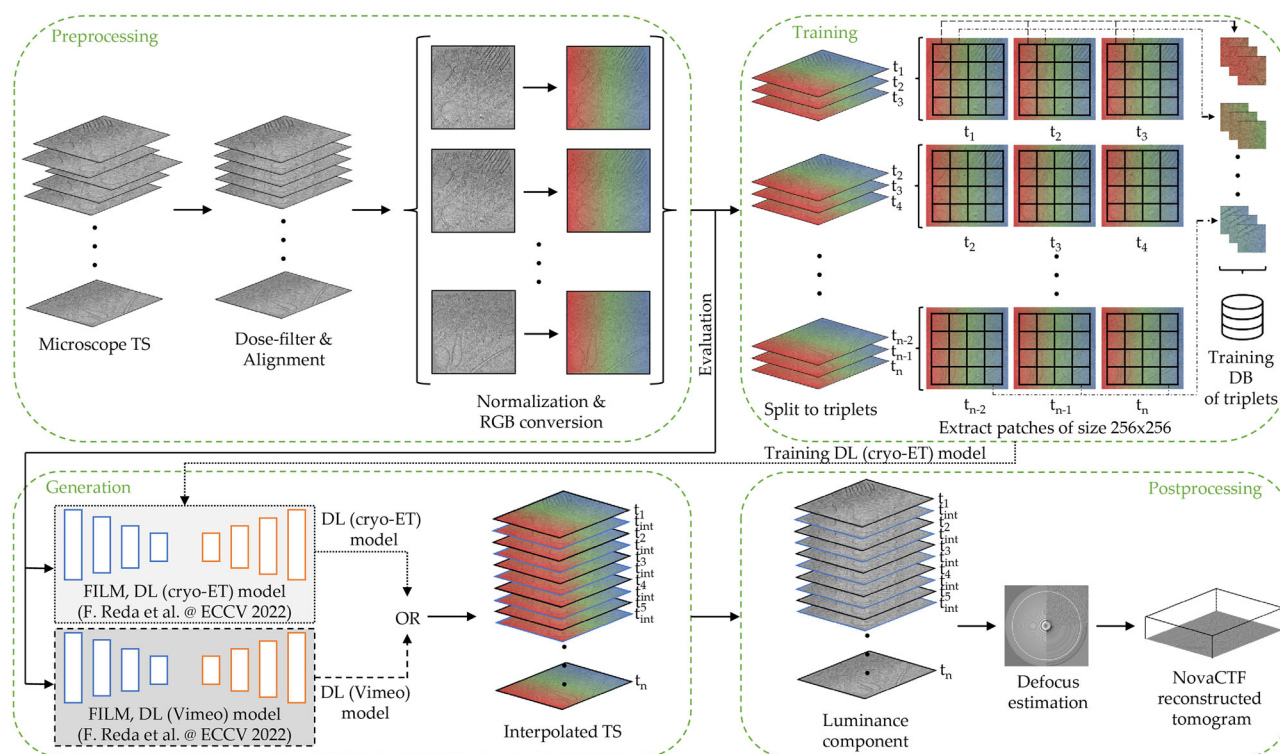 Preprocessing
Microscope TS
Dose-filter &
Alignment
Normalization &
RGB conversion
Evaluation
Training
t1
t2
t3
t1
t2
t3
t2
t3
t4
t2
t3
t4
tn-2
tn-1
tn
tn-2
tn-1
tn
Split to triplets
Extract patches of size 256x256
Training
DB
of triplets
Training DL (cryo-ET) model
Generation
FILM, DL (cryo-ET) model
(F. Reda et al. @ ECCV 2022)
DL (cryo-ET)
model
OR
FILM, DL (Vimeo) model
(F. Reda et al. @ ECCV 2022)
DL (Vimeo)
model
t1
tint
t2
tint
t3
tint
t4
tint
t5
tint
tn
Interpolated TS
Postprocessing
t1
tint
t2
tint
t3
tint
t4
tint
t5
tint
tn
Luminance
component
Defocus
estimation
NovaCTF
reconstructed
tomogram